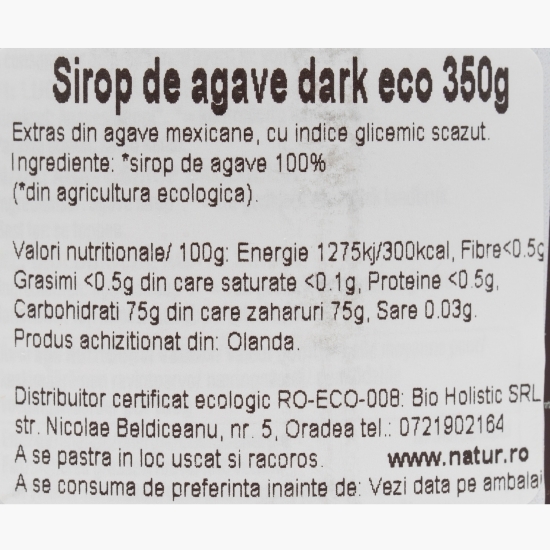 Sirop de agave dark eco 350g
Extras din agave mexicane, cu indice glicemic scazut.
Ingrediente: *sirop de agave 100%
(*din agricultura ecologica).
Valori nutritionale/ 100g: Energie 1275kj/300kcal, Fibre<0.5g
Grasimi <0.5g din care saturate <0.1g, Proteine <0.5g,
Carbohidrati 75g din care zaharuri 75g, Sare 0.03g.
Produs achizitionat din: Olanda.
Distribuitor certificat ecologic RO-ECO-008: Bio Holistic SRL
str. Nicolae Beldiceanu, nr. 5, Oradea tel.: 0721902164
A se pastra in loc uscat si racoros. www.natur.ro
A se consuma de preferinta inainte de: Vezi data pe ambalaj